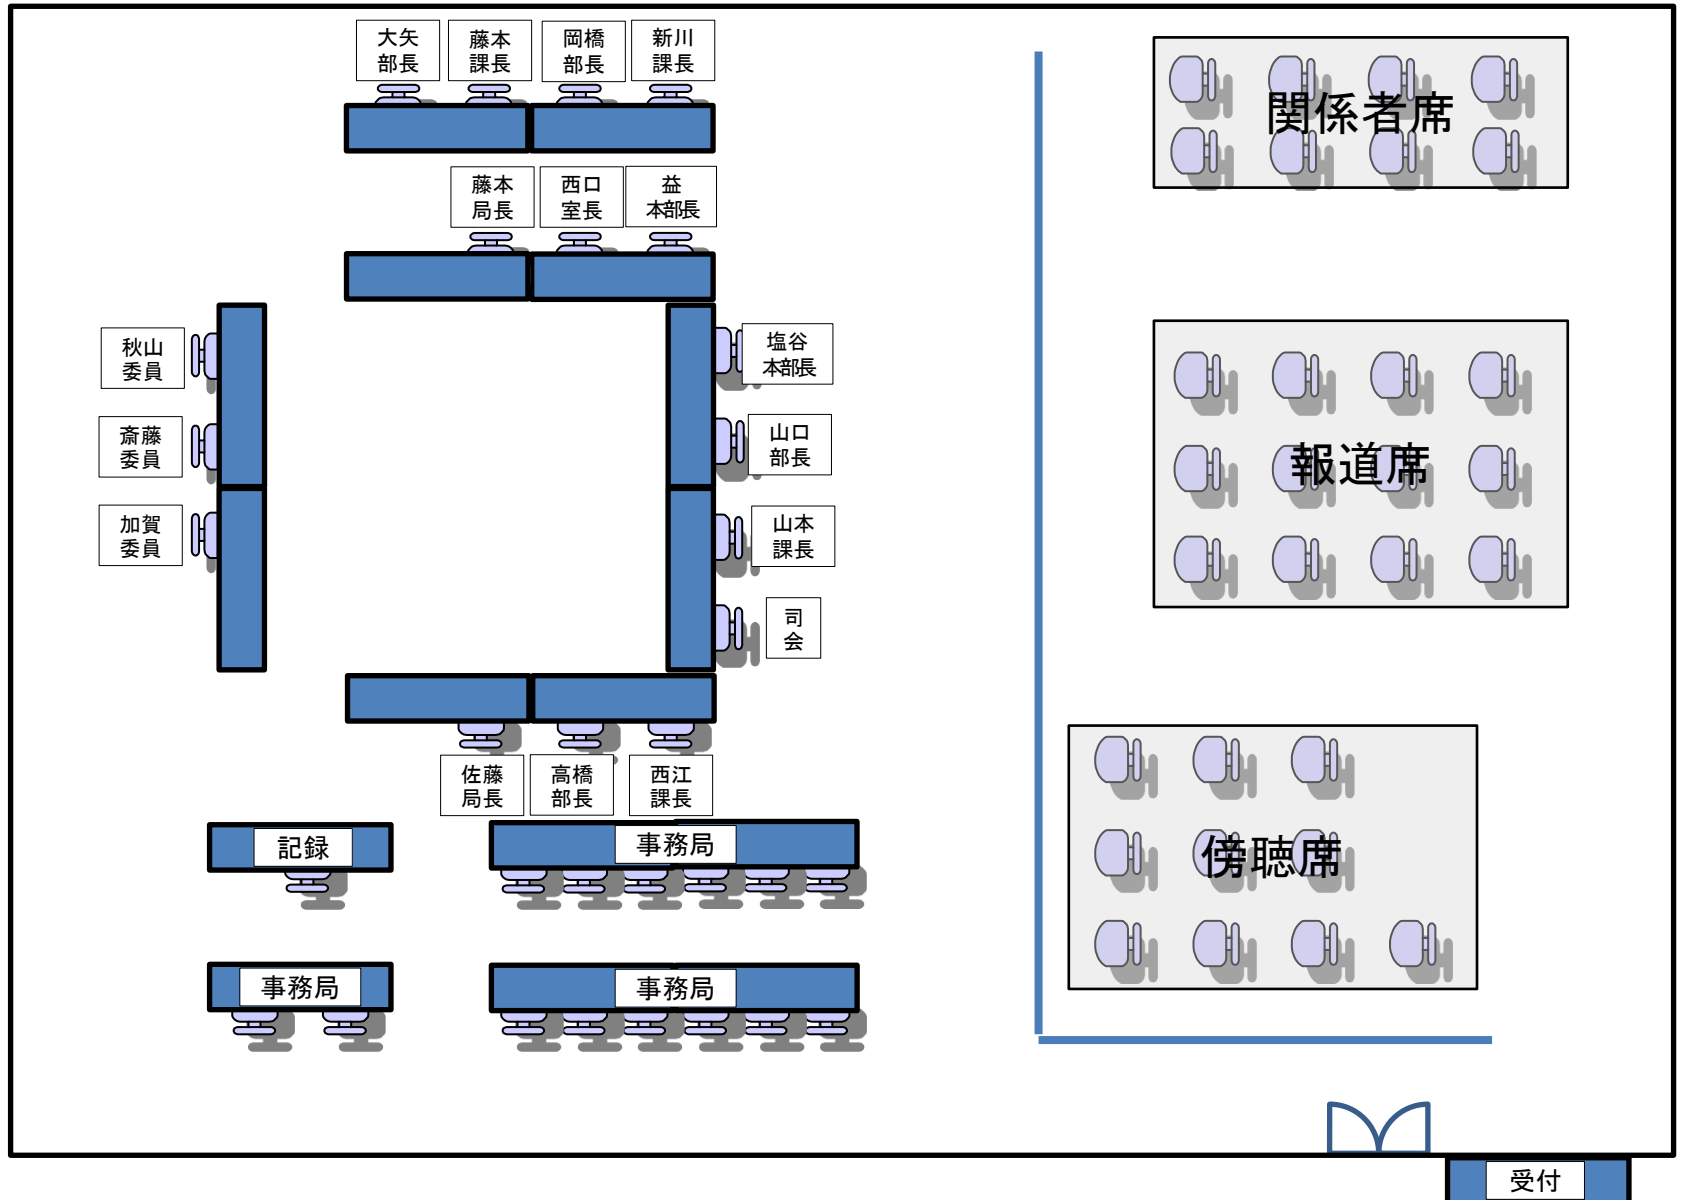 大矢
部長
藤本
課長
岡橋
部長
新川
課長
関係者席
藤本
局長
西口
室長
益
本部長
秋山
委員
斎藤
委員
加賀
委員
塩谷
本部長
山口
部長
山本
課長
司
会
報道席
佐藤
局長
高橋
部長
西江
課長
記録
事務局
傍聴席
事務局
事務局
受付